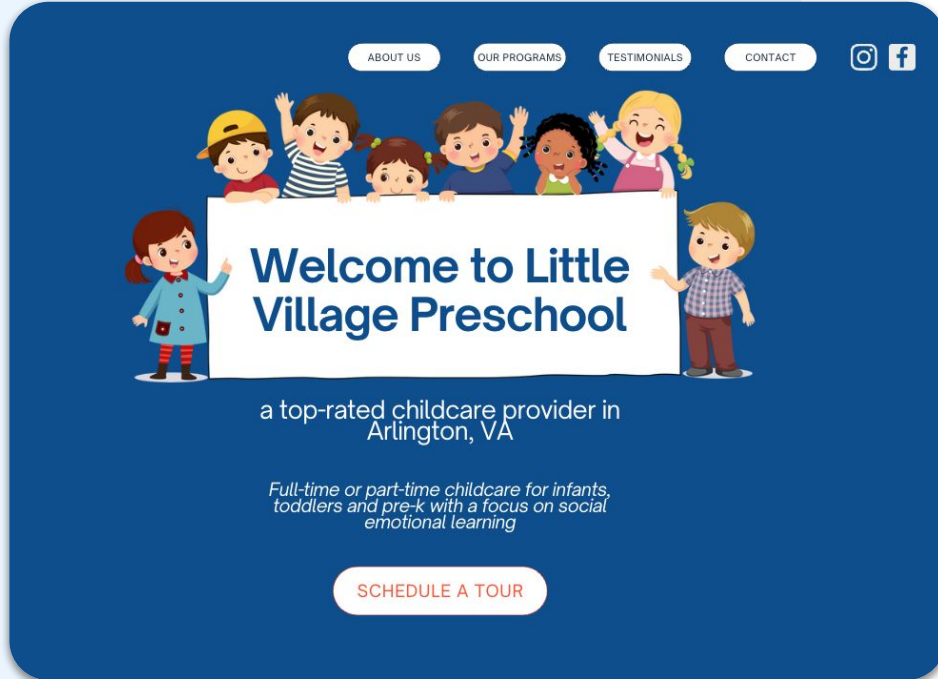 ABOUT US
OUR PROGRAMS
TESTIMONIALS
CONTACT
Welcome to Little
Village Preschool
a top-rated childcare provider in
Arlington, VA
Full-time or part-time childcare for infants,
toddlers and pre-k with a focus on social
emotional learning
SCHEDULE A TOUR